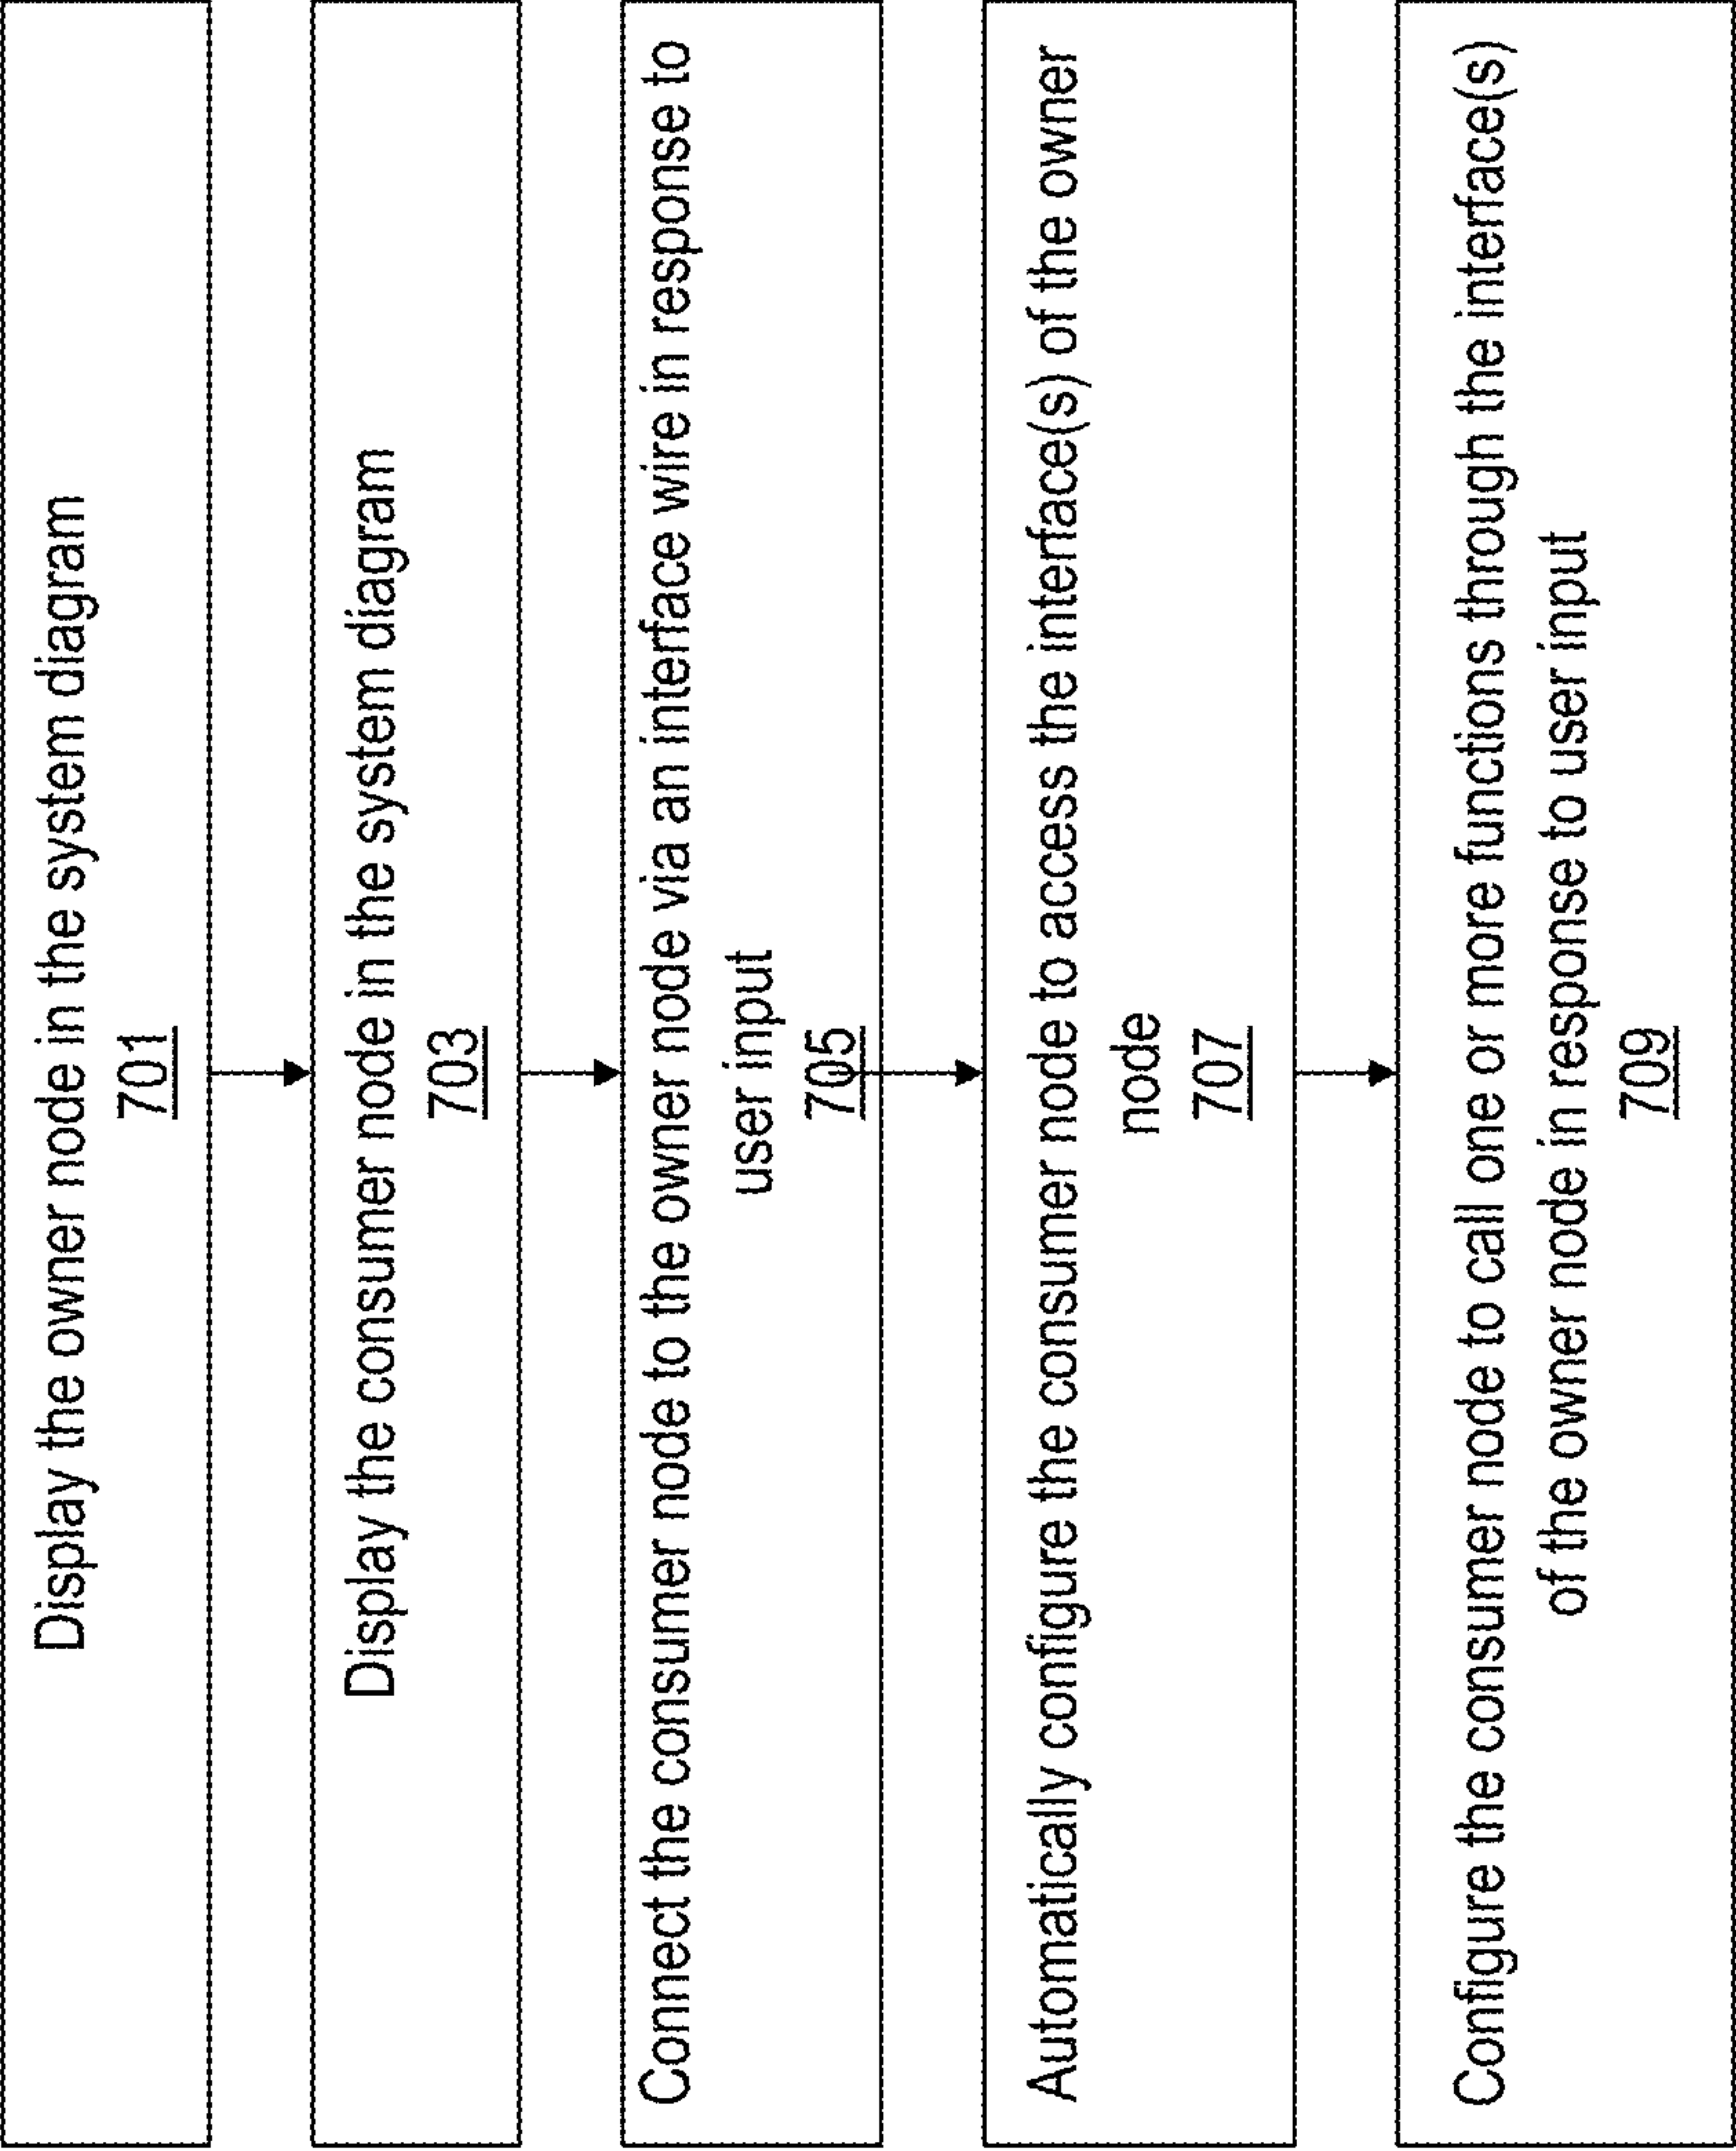 Display the owner node in the system diagram
701
Display the consumer node in the system diagram
703
Connect the consumer node to the owner node via an interface wire in response to
user input
705
Automatically configure the consumer node to access the interface(s) of the owner
node
707
Configure the consumer node to call one or more functions through the interface(s)
of the owner node in response to user input
709